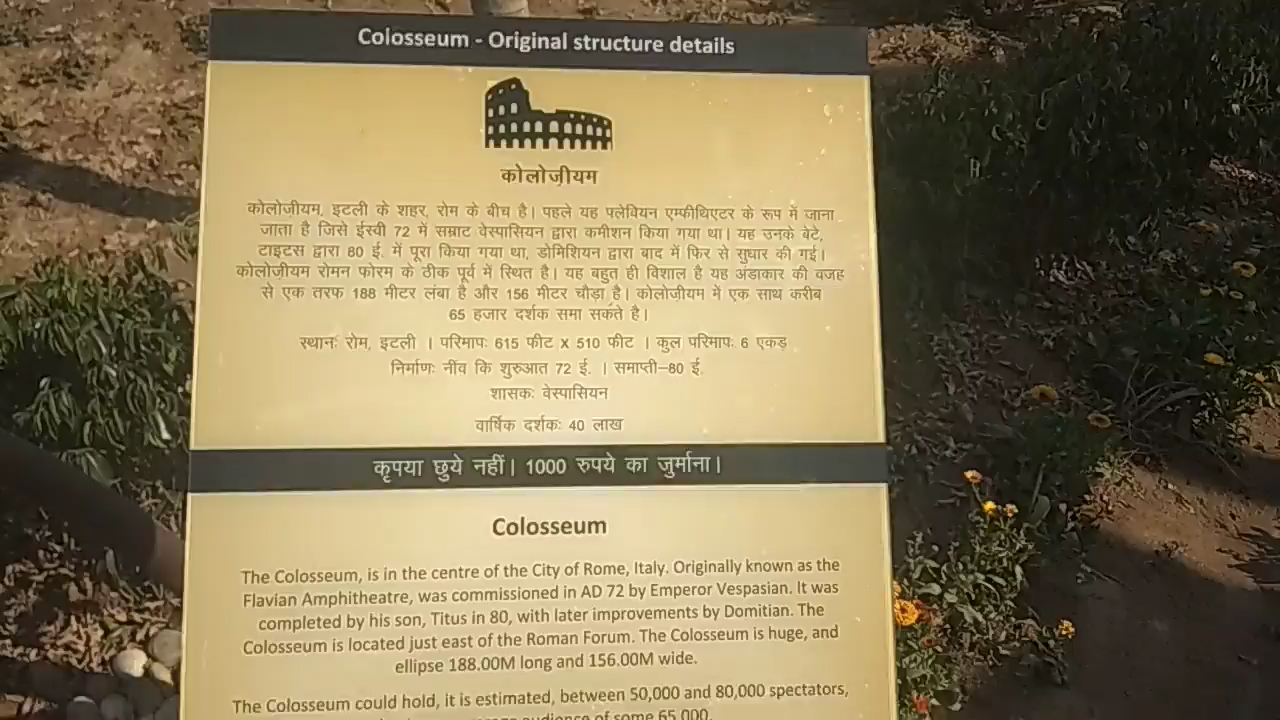 Colosseum - Original structure details
कोलोज़ीयम
कोलोज़ीयम, इटली के शहर, रोम के बीच है। पहले यह फ्लेवियन एम्फीथिएटर के रूप में जाना
जाता है जिसे ईस्वी 72 में सम्राट वेस्पासियन द्वारा कमीशन किया गया था। यह उनके बेटे,
टाइटस द्वारा 80 ई. में पूरा किया गया था, डोमिशियन द्वारा बाद में फिर से सुधार की गई।
कोलोज़ीयम रोमन फोरम के ठीक पूर्व में स्थित है। यह बहुत ही विशाल है यह अंडाकार की वजह
से एक तरफ 188 मीटर लंबा है और 156 मीटर चौड़ा है। कोलोज़ीयम में एक साथ करीब
65 हजार दर्शक समा सकते है।
स्थानः रोम, इटली । परिमापः 615 फीट x 510 फीट । कुल परिमापः 6 एकड़
निर्माणः नींव कि शुरुआत 72 ई. । समाप्ती–80 ई.
शासकः वेस्पासियन
वार्षिक दर्शकः 40 लाख
कृपया छुये नहीं। 1000 रुपये का जुर्माना।
Colosseum
The Colosseum, is in the centre of the City of Rome, Italy. Originally known as the
Flavian Amphitheatre, was commissioned in AD 72 by Emperor Vespasian. It was
completed by his son, Titus in 80, with later improvements by Domitian. The
Colosseum is located just east of the Roman Forum. The Colosseum is huge, and
ellipse 188.00M long and 156.00M wide.
The Colosseum could hold, it is estimated, between 50,000 and 80,000 spectators,
audience of some 65,000.